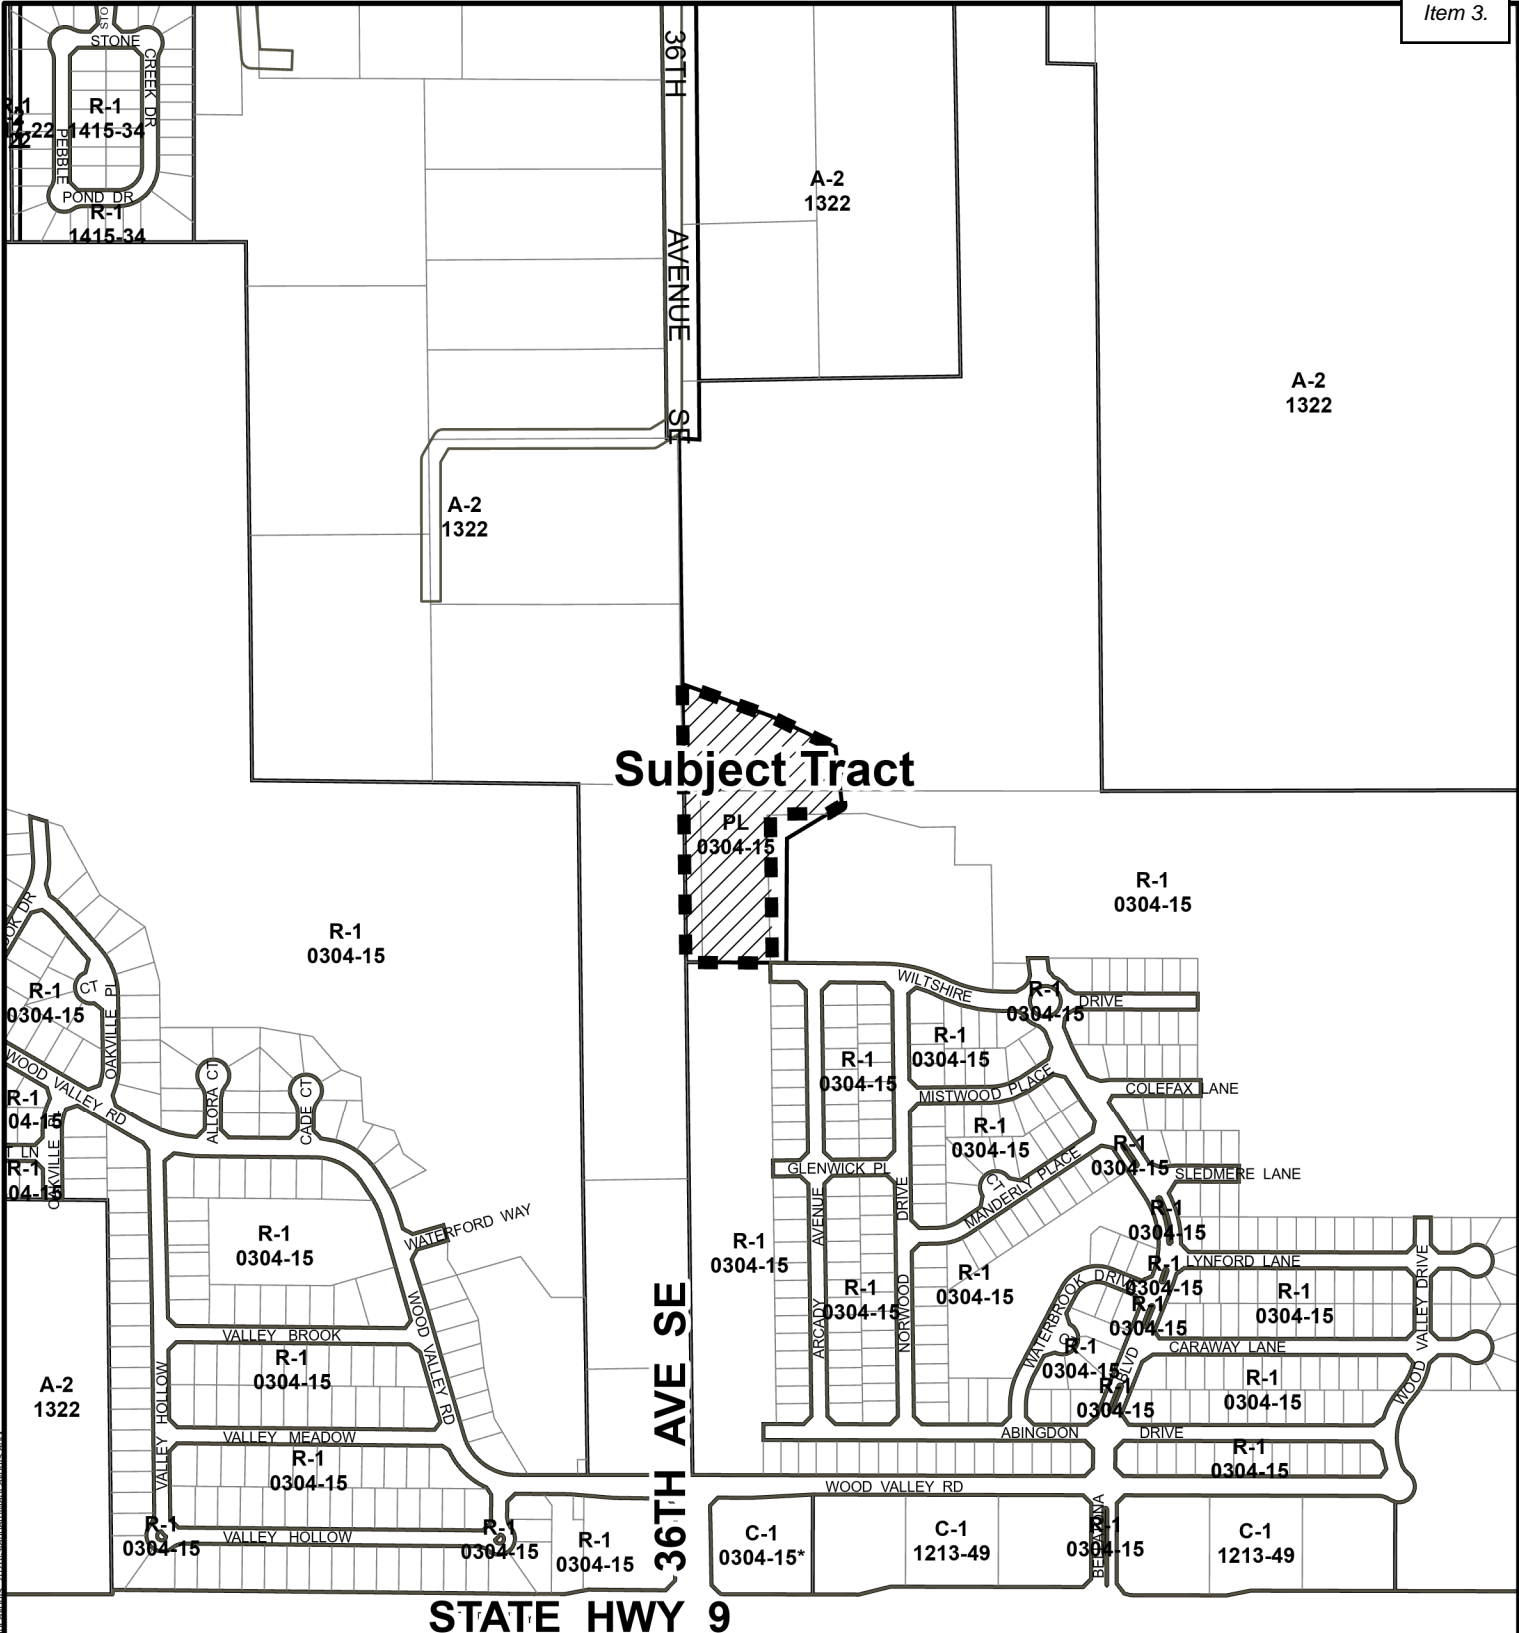 Item 3.
STONE
CREEK DR
PEBBLE
POND DR
R-1
1415-34
R-1
1415-34
36TH AVENUE SE
A-2
1322
A-2
1322
A-2
1322
Subject Tract
PL
0304-15
R-1
0304-15
R-1
0304-15
R-1
0304-15
CT
OAKVILLE PL
WOOD VALLEY RD
ALLORA CT
CADE CT
WILTSHIRE
DRIVE
R-1
0304-15
R-1
0304-15
R-1
0304-15
MISTWOOD PLACE
COLEFAX LANE
R-1
0304-15
R-1
0304-15
GLENWICK PL
CT
MANDERLY PLACE
SLEDMERE LANE
R-1
0304-15
WATERFORD WAY
R-1
0304-15
R-1
0304-15
R-1
0304-15
R-1
0304-15
ARCADY
AVENUE
NORWOOD
DRIVE
LYNFORD LANE
R-1
0304-15
R-1
0304-15
R-1
0304-15
WATERBROOK DRIVE
WOOD VALLEY DRIVE
WOOD VALLEY RD
VALLEY BROOK
R-1
0304-15
CARAWAY LANE
R-1
0304-15
R-1
0304-15
R-1
0304-15
BLVD
A-2
1322
VALLEY HOLLOW
VALLEY MEADOW
ABINGDON
DRIVE
R-1
0304-15
R-1
0304-15
WOOD VALLEY RD
36TH AVE SE
VALLEY HOLLOW
R-1
0304-15
R-1
0304-15
R-1
0304-15
C-1
0304-15*
C-1
1213-49
R-1
0304-15
C-1
1213-49
STATE HWY 9